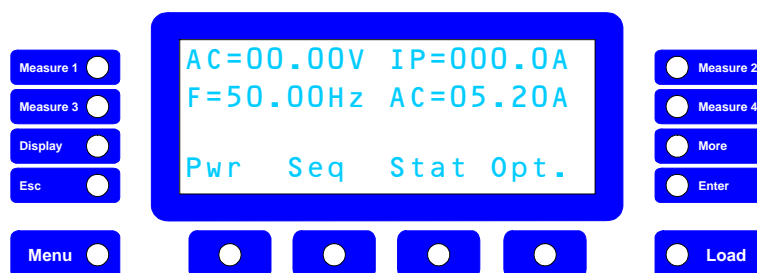 Measure 1
Measure 3
Display
Esc
Menu
AC=00.00V IP=000.0A
F=50.00Hz AC=05.20A
Pwr Seq Stat Opt.
Measure 2
Measure 4
More
Enter
Load